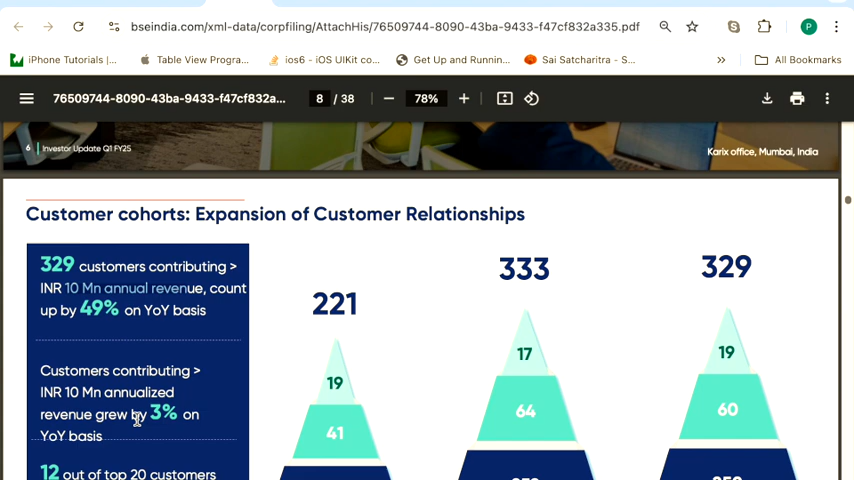 bseindia.com/xml-data/corpfiling/AttachHis/76509744-8090-43ba-9433-f47cf832a335.pdf
P
iPhone Tutorials |...
Table View Progra...
ios6 - iOS UIKit co...
Get Up and Runnin...
Sai Satcharitra - S...
»
All Bookmarks
76509744-8090-43ba-9433-f47cf832a...
8 / 38
78%
6 | Investor Update Q1 FY25
Karix office, Mumbai, India
Customer cohorts: Expansion of Customer Relationships
329 customers contributing >
INR 10 Mn annual revenue, count
up by 49% on YoY basis
Customers contributing >
INR 10 Mn annualized
revenue grew by 3% on
YoY basis
12 out of top 20 customers
221
19
41
333
17
64
329
19
60